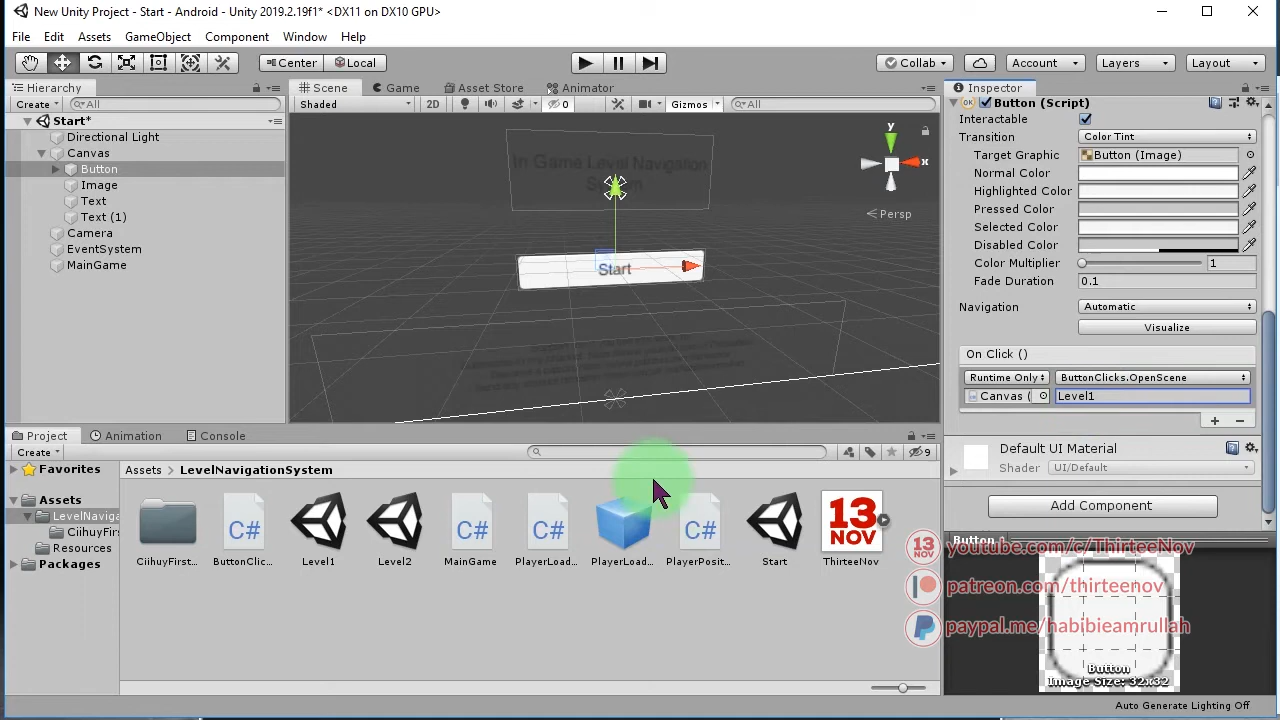 New Unity Project - Start - Android - Unity 2019.2.19f1* <DX11 on DX10 GPU>
File Edit Assets GameObject Component Window Help
Center Local Collab Account Layers Layout
Hierarchy
Create All
Start*
Directional Light
Canvas
Button
Image
Text
Text (1)
Camera
EventSystem
MainGame
Scene Game Asset Store Animator
Shaded 2D 0 Gizmos All
In Game Level Navigation
System
Start
y
x
Persp
Inspector
Button (Script)
Interactable
Transition Color Tint
Target Graphic Button (Image)
Normal Color
Highlighted Color
Pressed Color
Selected Color
Disabled Color
Color Multiplier 1
Fade Duration 0.1
Navigation Automatic
Visualize
On Click ()
Runtime Only ButtonClicks.OpenScene
Canvas ( Level1
Default UI Material
Shader UI/Default
Add Component
Button
Button
Image Size: 32x32
Project Animation Console
Create 9
Favorites
Assets
LevelNaviga
CiihuyFir
Resources
Packages
Assets LevelNavigationSystem
C# C# C# C# 13 NOV
CiihuyFirst... ButtonClic... Level1 Level2 MainGame PlayerLoad... PlayerLoad... PlayerPosit... Start ThirteeNov
13 NOV youtube.com/c/ThirteeNov
patreon.com/thirteenov
paypal.me/habibieamrullah
Auto Generate Lighting Off